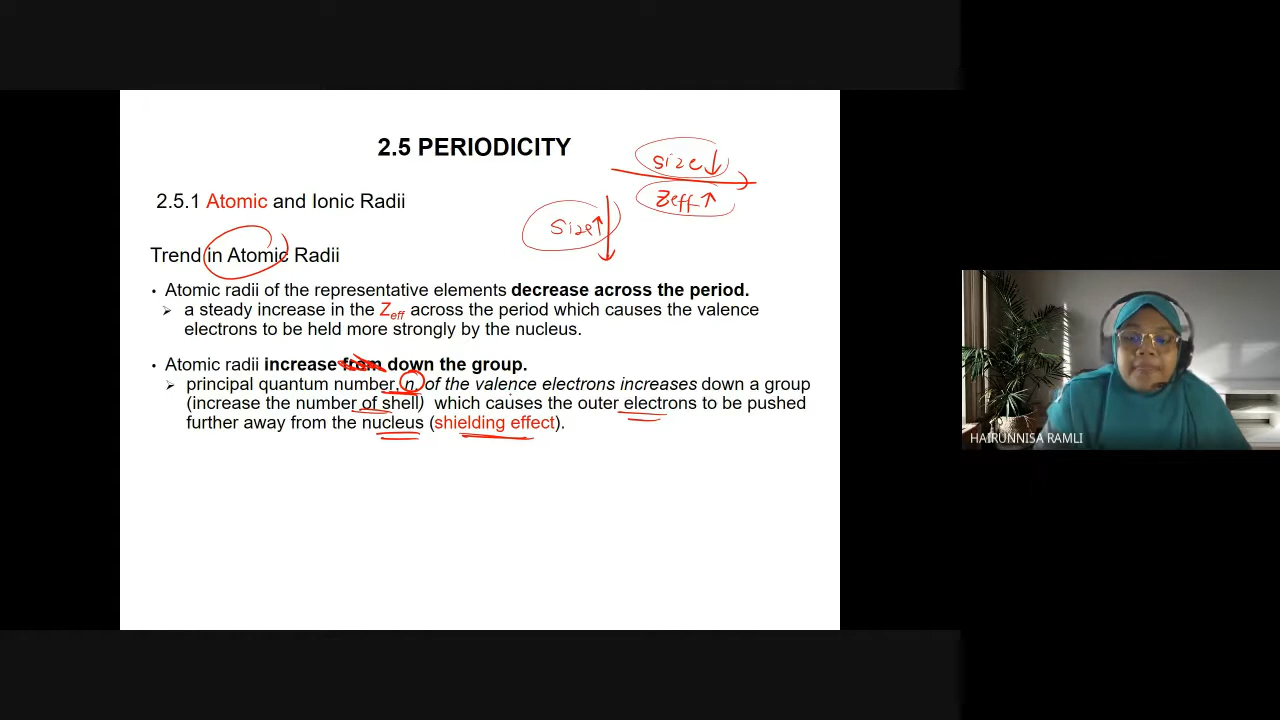 2.5 PERIODICITY
size↓
Zeff↑
size↑
2.5.1 Atomic and Ionic Radii
Trend in Atomic Radii
• Atomic radii of the representative elements decrease across the period.
➢ a steady increase in the Zeff across the period which causes the valence
electrons to be held more strongly by the nucleus.
• Atomic radii increase from down the group.
➢ principal quantum number, n, of the valence electrons increases down a group
(increase the number of shell) which causes the outer electrons to be pushed
further away from the nucleus (shielding effect).
HAIRUNNISA RAMLI